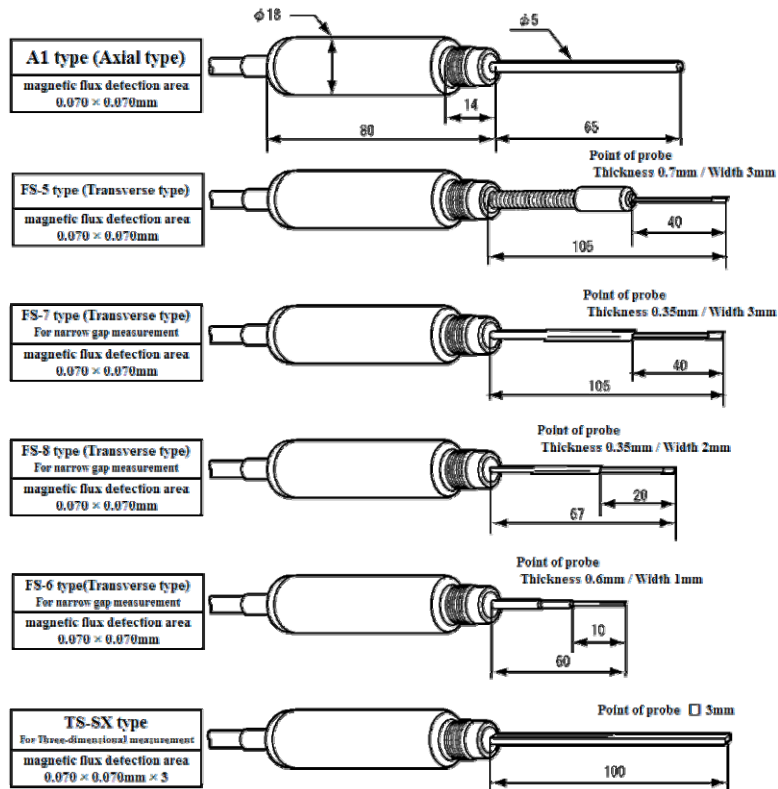 A1 type (Axial type)
magnetic flux detection area
0.070 × 0.070mm
ϕ18
ϕ5
14
80
65
FS-5 type (Transverse type)
magnetic flux detection area
0.070 × 0.070mm
Point of probe
Thickness 0.7mm / Width 3mm
40
105
FS-7 type (Transverse type)
For narrow gap measurement
magnetic flux detection area
0.070 × 0.070mm
Point of probe
Thickness 0.35mm / Width 3mm
40
105
FS-8 type (Transverse type)
For narrow gap measurement
magnetic flux detection area
0.070 × 0.070mm
Point of probe
Thickness 0.35mm / Width 2mm
20
67
FS-6 type(Transverse type)
For narrow gap measurement
magnetic flux detection area
0.070 × 0.070mm
Point of probe
Thickness 0.6mm / Width 1mm
10
60
TS-SX type
For Three-dimensional measurement
magnetic flux detection area
0.070 × 0.070mm × 3
Point of probe □ 3mm
100